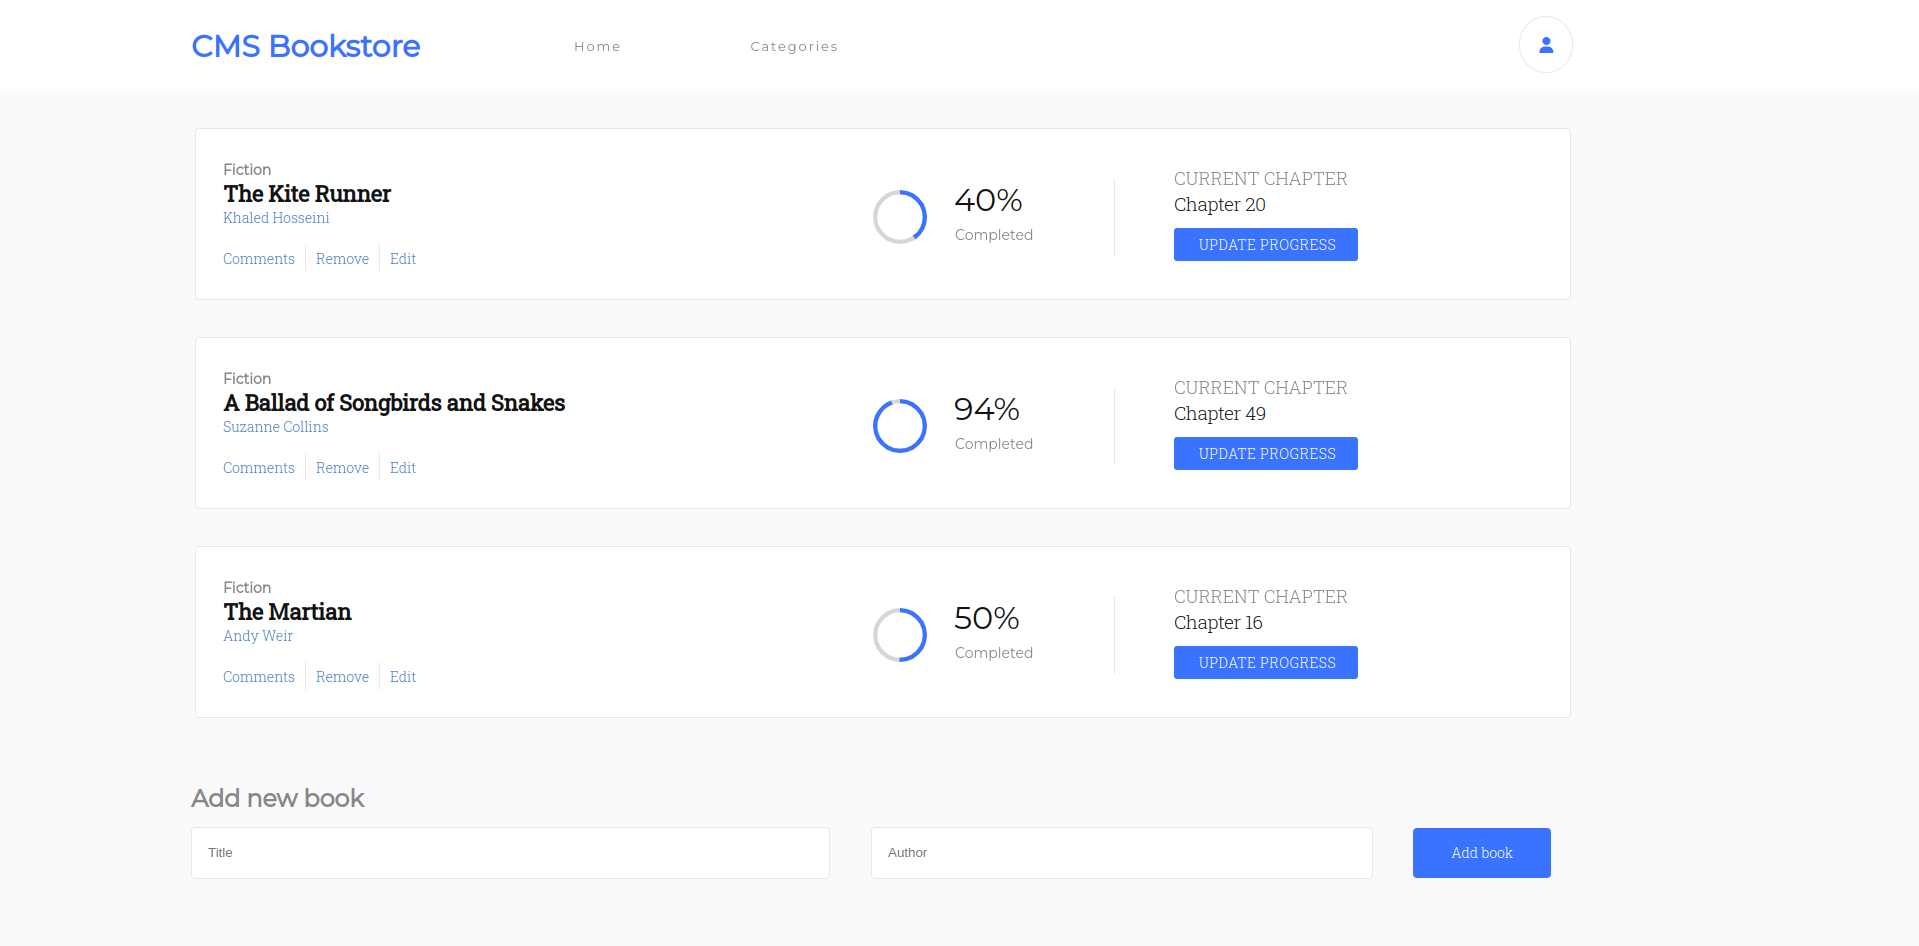 CMS Bookstore
Home
Categories
Fiction
The Kite Runner
Khaled Hosseini
Comments
Remove
Edit
40%
Completed
CURRENT CHAPTER
Chapter 20
UPDATE PROGRESS
Fiction
A Ballad of Songbirds and Snakes
Suzanne Collins
Comments
Remove
Edit
94%
Completed
CURRENT CHAPTER
Chapter 49
UPDATE PROGRESS
Fiction
The Martian
Andy Weir
Comments
Remove
Edit
50%
Completed
CURRENT CHAPTER
Chapter 16
UPDATE PROGRESS
Add new book
Title
Author
Add book